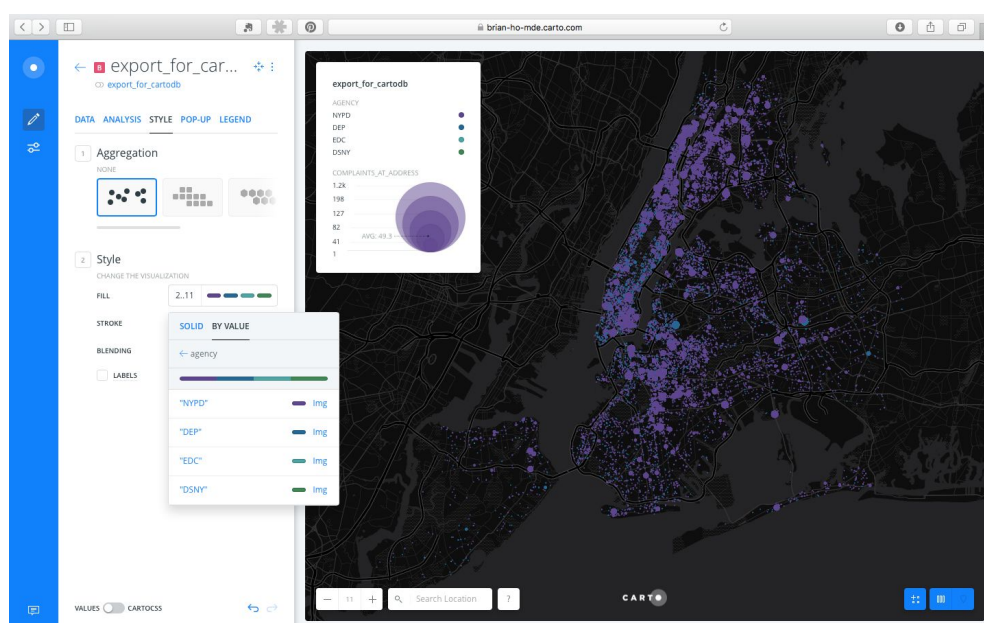 brian-ho-mde.carto.com
B export_for_car...
export_for_cartodb
DATA ANALYSIS STYLE POP-UP LEGEND
1 Aggregation
NONE
2 Style
CHANGE THE VISUALIZATION
FILL 2..11
STROKE
BLENDING
LABELS
SOLID BY VALUE
← agency
"NYPD" Img
"DEP" Img
"EDC" Img
"DSNY" Img
VALUES CARTOCSS
export_for_cartodb
AGENCY
NYPD
DEP
EDC
DSNY
COMPLAINTS_AT_ADDRESS
1.2k
198
127
82
AVG: 49.3
41
1
— 11 +
Search Location
?
CARTO